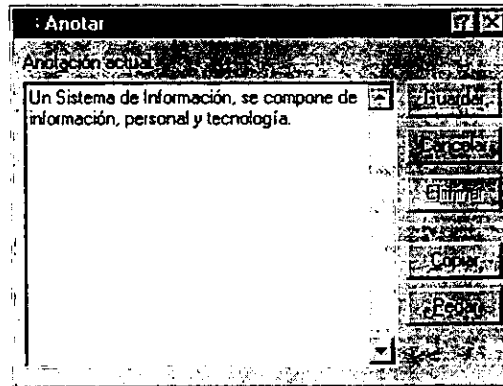 : Anotar
Anotación actual
Un Sistema de Información, se compone de
información, personal y tecnología.
Guardar
Cancelar
Eliminar
Copiar
Pegar